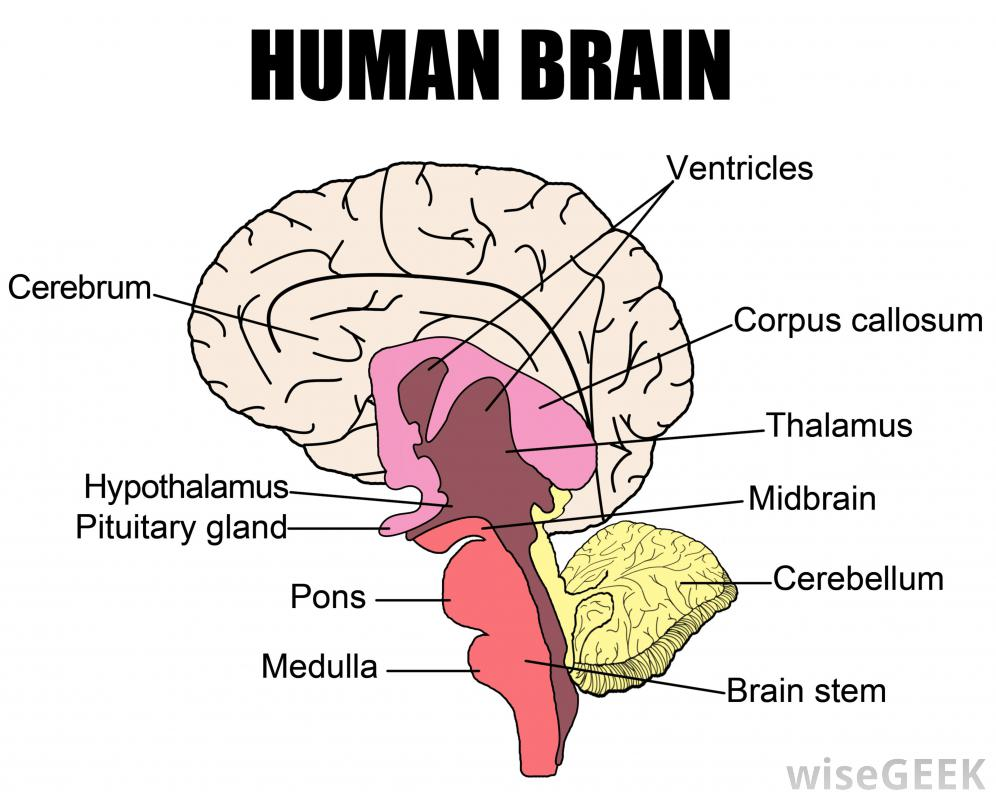 HUMAN BRAIN
Ventricles
Cerebrum
Corpus callosum
Thalamus
Hypothalamus
Midbrain
Pituitary gland
Cerebellum
Pons
Medulla
Brain stem
wiseGEEK